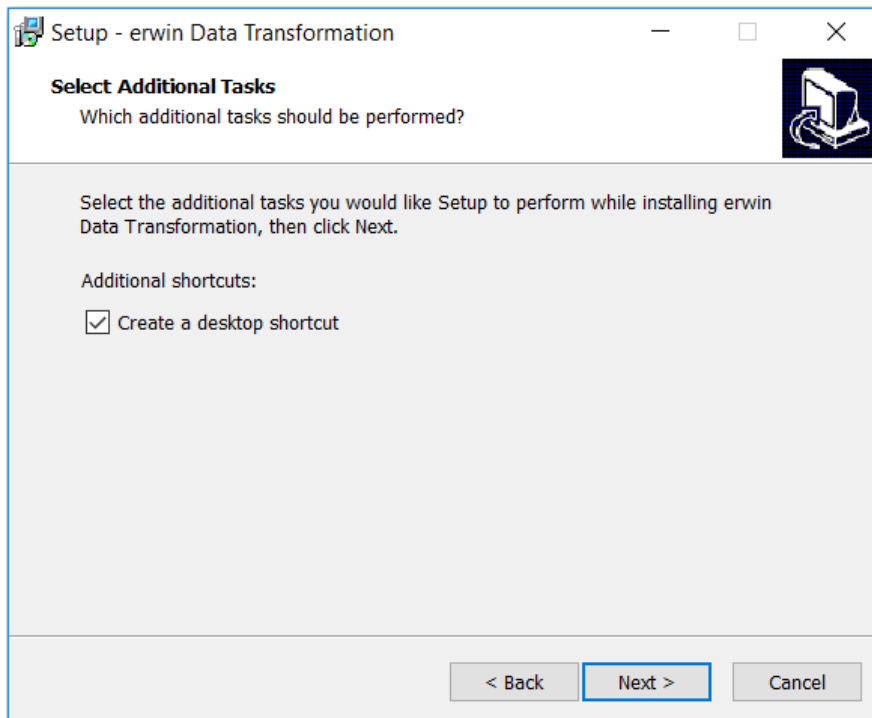 Setup - erwin Data Transformation
Select Additional Tasks
Which additional tasks should be performed?
Select the additional tasks you would like Setup to perform while installing erwin
Data Transformation, then click Next.
Additional shortcuts:
Create a desktop shortcut
< Back
Next >
Cancel